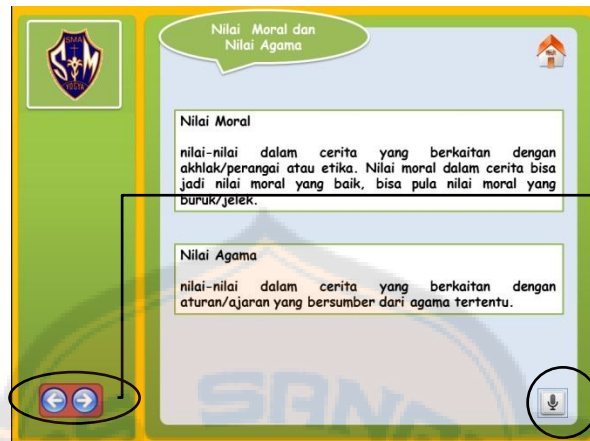 SMA
S M
YOGYA
Nilai Moral dan
Nilai Agama
Nilai Moral
nilai-nilai dalam cerita yang berkaitan dengan
akhlak/perangai atau etika. Nilai moral dalam cerita bisa
jadi nilai moral yang baik, bisa pula nilai moral yang
buruk/jelek.
Nilai Agama
nilai-nilai dalam cerita yang berkaitan dengan
aturan/ajaran yang bersumber dari agama tertentu.